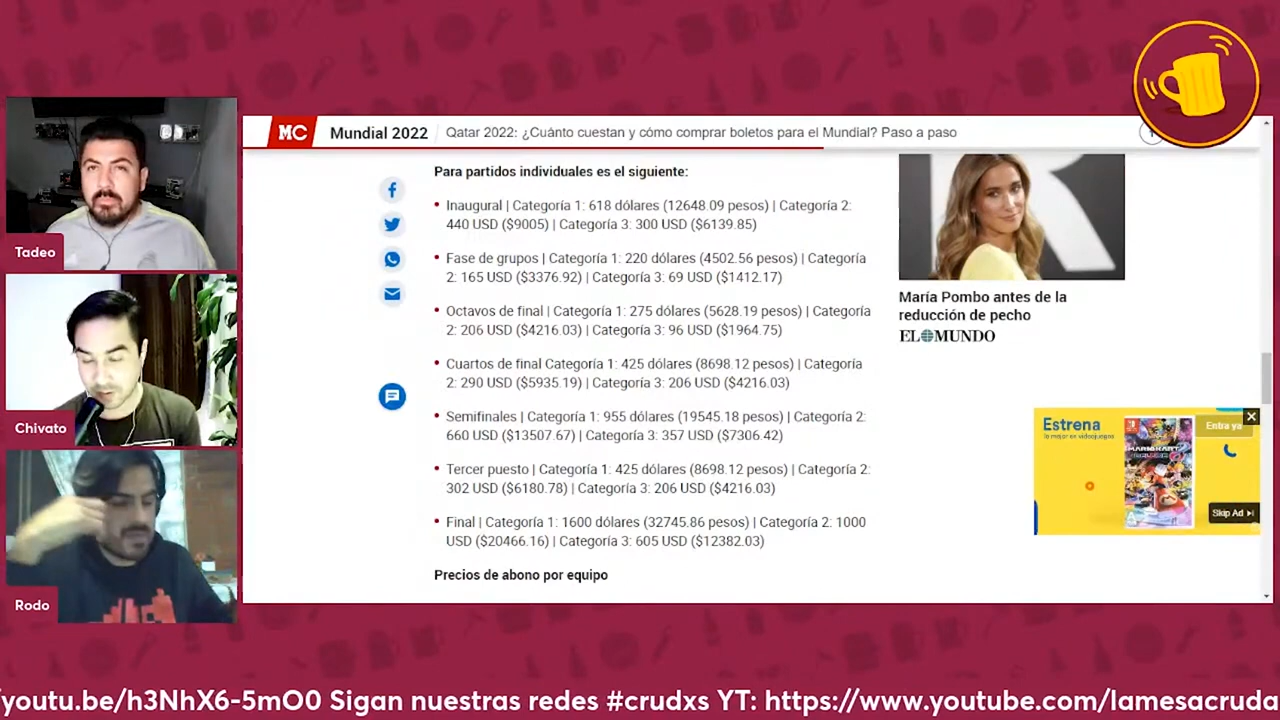 MC Mundial 2022 Qatar 2022: ¿Cuánto cuestan y cómo comprar boletos para el Mundial? Paso a paso
Tadeo
Chivato
Rodo
Para partidos individuales es el siguiente:
• Inaugural | Categoría 1: 618 dólares (12648.09 pesos) | Categoría 2:
440 USD ($9005) | Categoría 3: 300 USD ($6139.85)
• Fase de grupos | Categoría 1: 220 dólares (4502.56 pesos) | Categoría
2: 165 USD ($3376.92) | Categoría 3: 69 USD ($1412.17)
• Octavos de final | Categoría 1: 275 dólares (5628.19 pesos) | Categoría
2: 206 USD ($4216.03) | Categoría 3: 96 USD ($1964.75)
• Cuartos de final Categoría 1: 425 dólares (8698.12 pesos) | Categoría
2: 290 USD ($5935.19) | Categoría 3: 206 USD ($4216.03)
• Semifinales | Categoría 1: 955 dólares (19545.18 pesos) | Categoría 2:
660 USD ($13507.67) | Categoría 3: 357 USD ($7306.42)
• Tercer puesto | Categoría 1: 425 dólares (8698.12 pesos) | Categoría 2:
302 USD ($6180.78) | Categoría 3: 206 USD ($4216.03)
• Final | Categoría 1: 1600 dólares (32745.86 pesos) | Categoría 2: 1000
USD ($20466.16) | Categoría 3: 605 USD ($12382.03)
Precios de abono por equipo
María Pombo antes de la
reducción de pecho
EL MUNDO
Estrena
lo mejor en videojuegos
Entra ya
Skip Ad
/youtu.be/h3NhX6-5mO0 Sigan nuestras redes #crudxs YT: https://www.youtube.com/lamesacruda